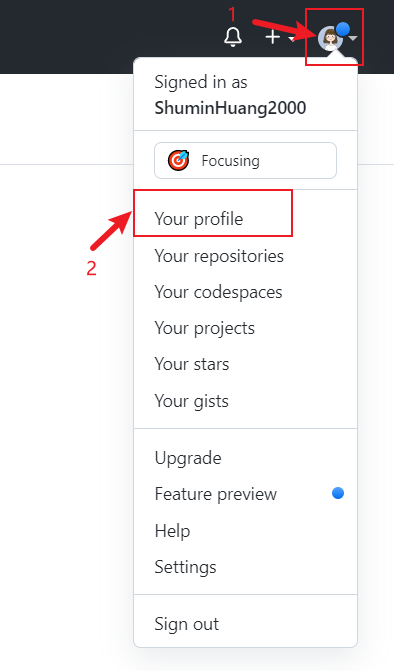 1
Signed in as
ShuminHuang2000
Focusing
Your profile
2
Your repositories
Your codespaces
Your projects
Your stars
Your gists
Upgrade
Feature preview
Help
Settings
Sign out